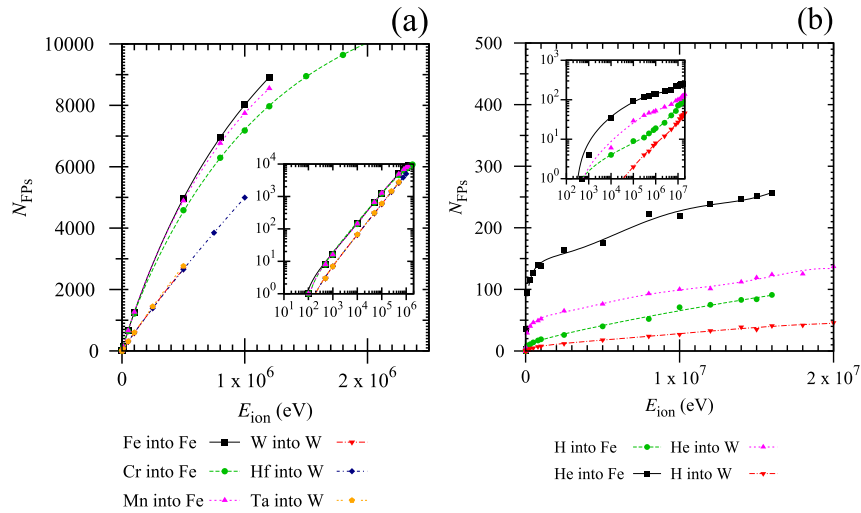 (a)
(b)
10000
8000
6000
4000
2000
0
N_FPs
10^4
10^3
10^2
10^1
10^0
10^1 10^2 10^3 10^4 10^5 10^6
0 1 x 10^6 2 x 10^6
E_ion (eV)
Fe into Fe W into W
Cr into Fe Hf into W
Mn into Fe Ta into W
500
400
300
200
100
50
0
N_FPs
10^3
10^2
10^1
10^0
10^2 10^3 10^4 10^5 10^6 10^7
0 1 x 10^7 2 x 10^7
E_ion (eV)
H into Fe He into W
He into Fe H into W